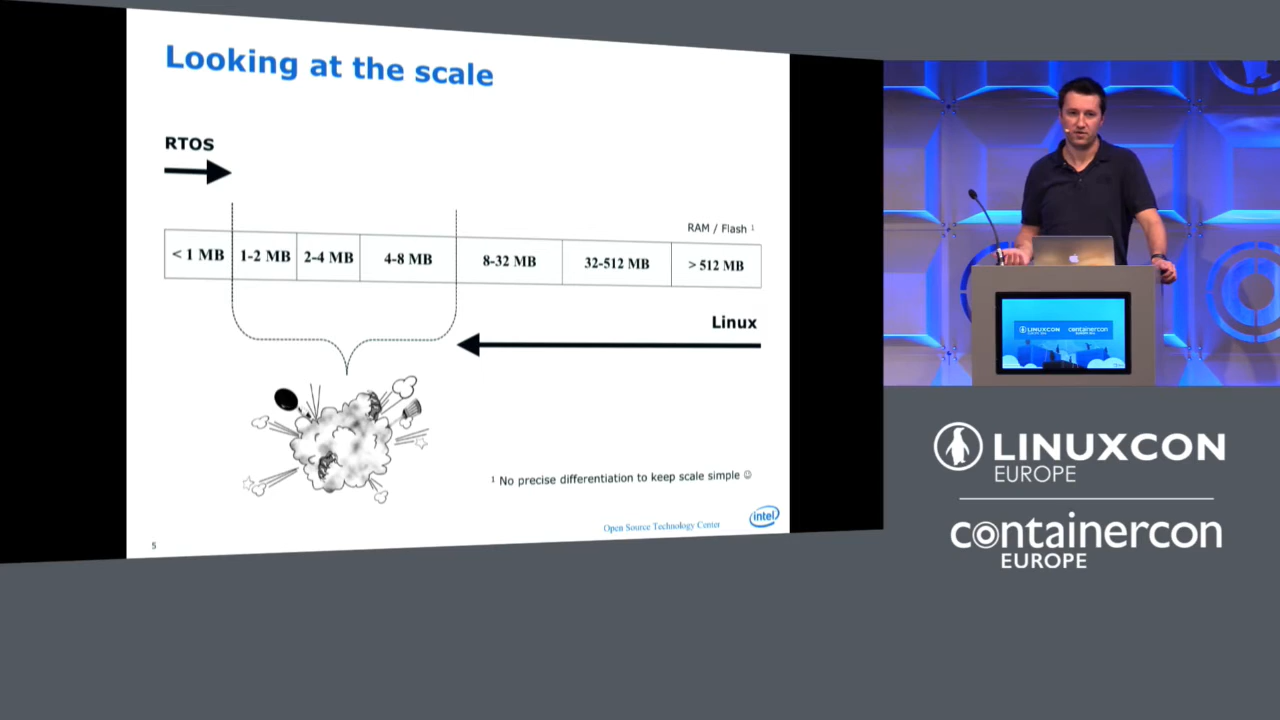 Looking at the scale
RTOS
RAM / Flash ¹
< 1 MB 1-2 MB 2-4 MB 4-8 MB 8-32 MB 32-512 MB > 512 MB
Linux
¹ No precise differentiation to keep scale simple ☺
Open Source Technology Center
intel
5
LINUXCON
containercon
LINUXCON
EUROPE
containercon
EUROPE